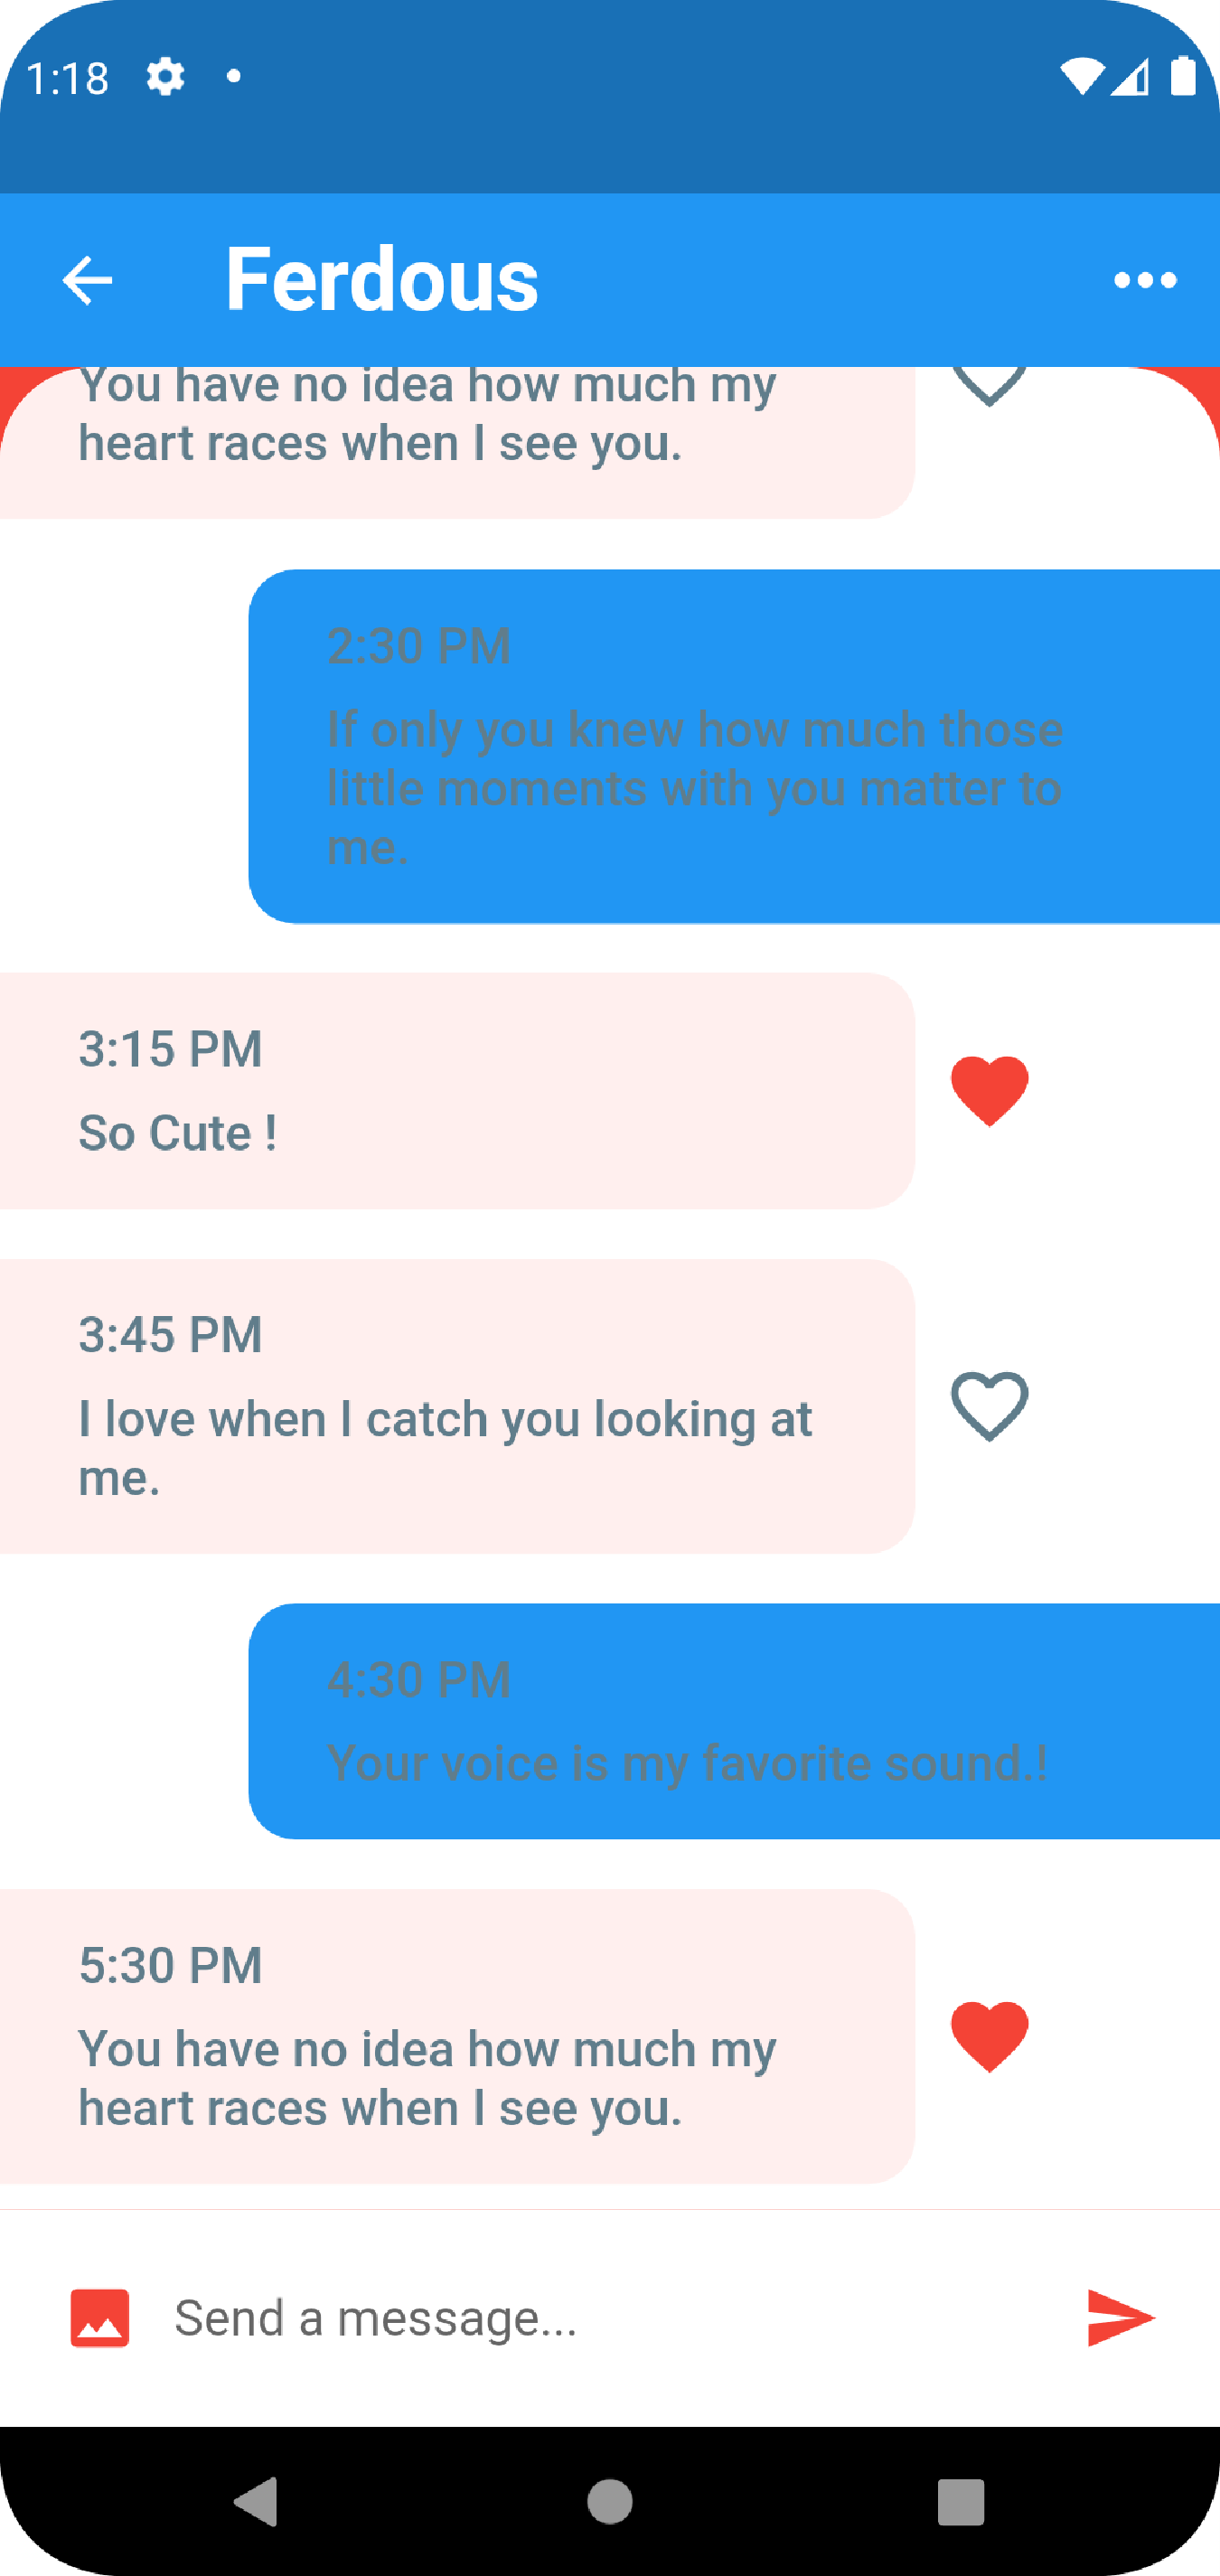 1:18
Ferdous
You have no idea how much my
heart races when I see you.
2:30 PM
If only you knew how much those
little moments with you matter to
me.
3:15 PM
So Cute !
3:45 PM
I love when I catch you looking at
me.
4:30 PM
Your voice is my favorite sound.!
5:30 PM
You have no idea how much my
heart races when I see you.
Send a message...